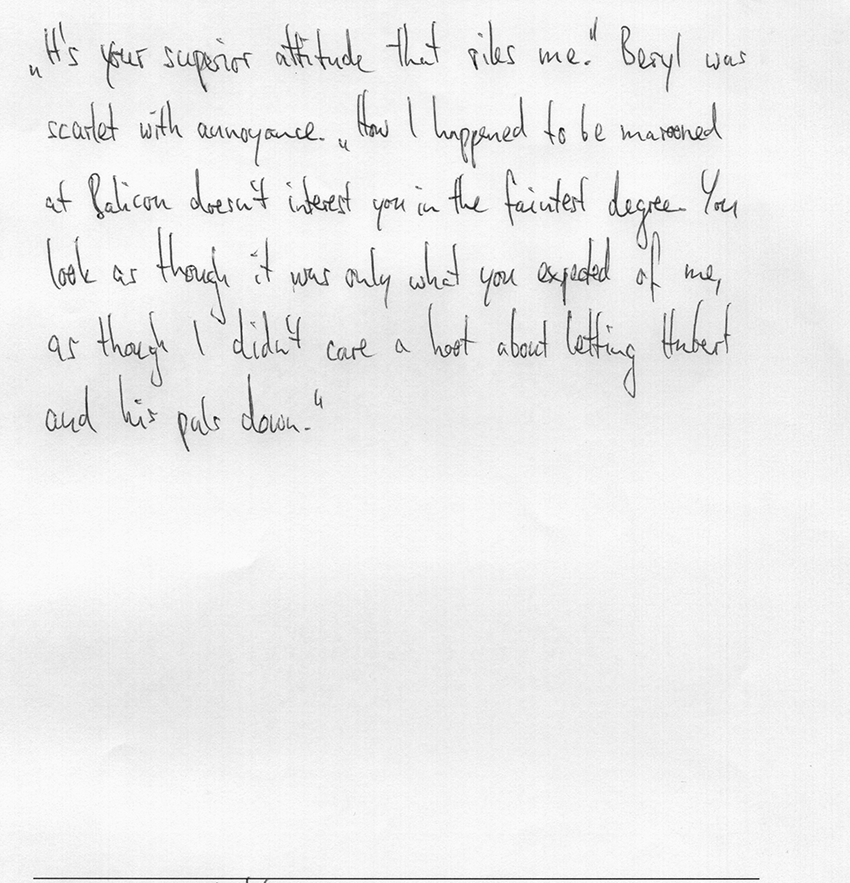 „It's your superior attitude that riles me." Beryl was
scarlet with annoyance. „How I happened to be marooned
at Balicon doesn't interest you in the faintest degree. You
look as though it was only what you expected of me,
as though I didn't care a hoot about letting Hubert
and his pals down."